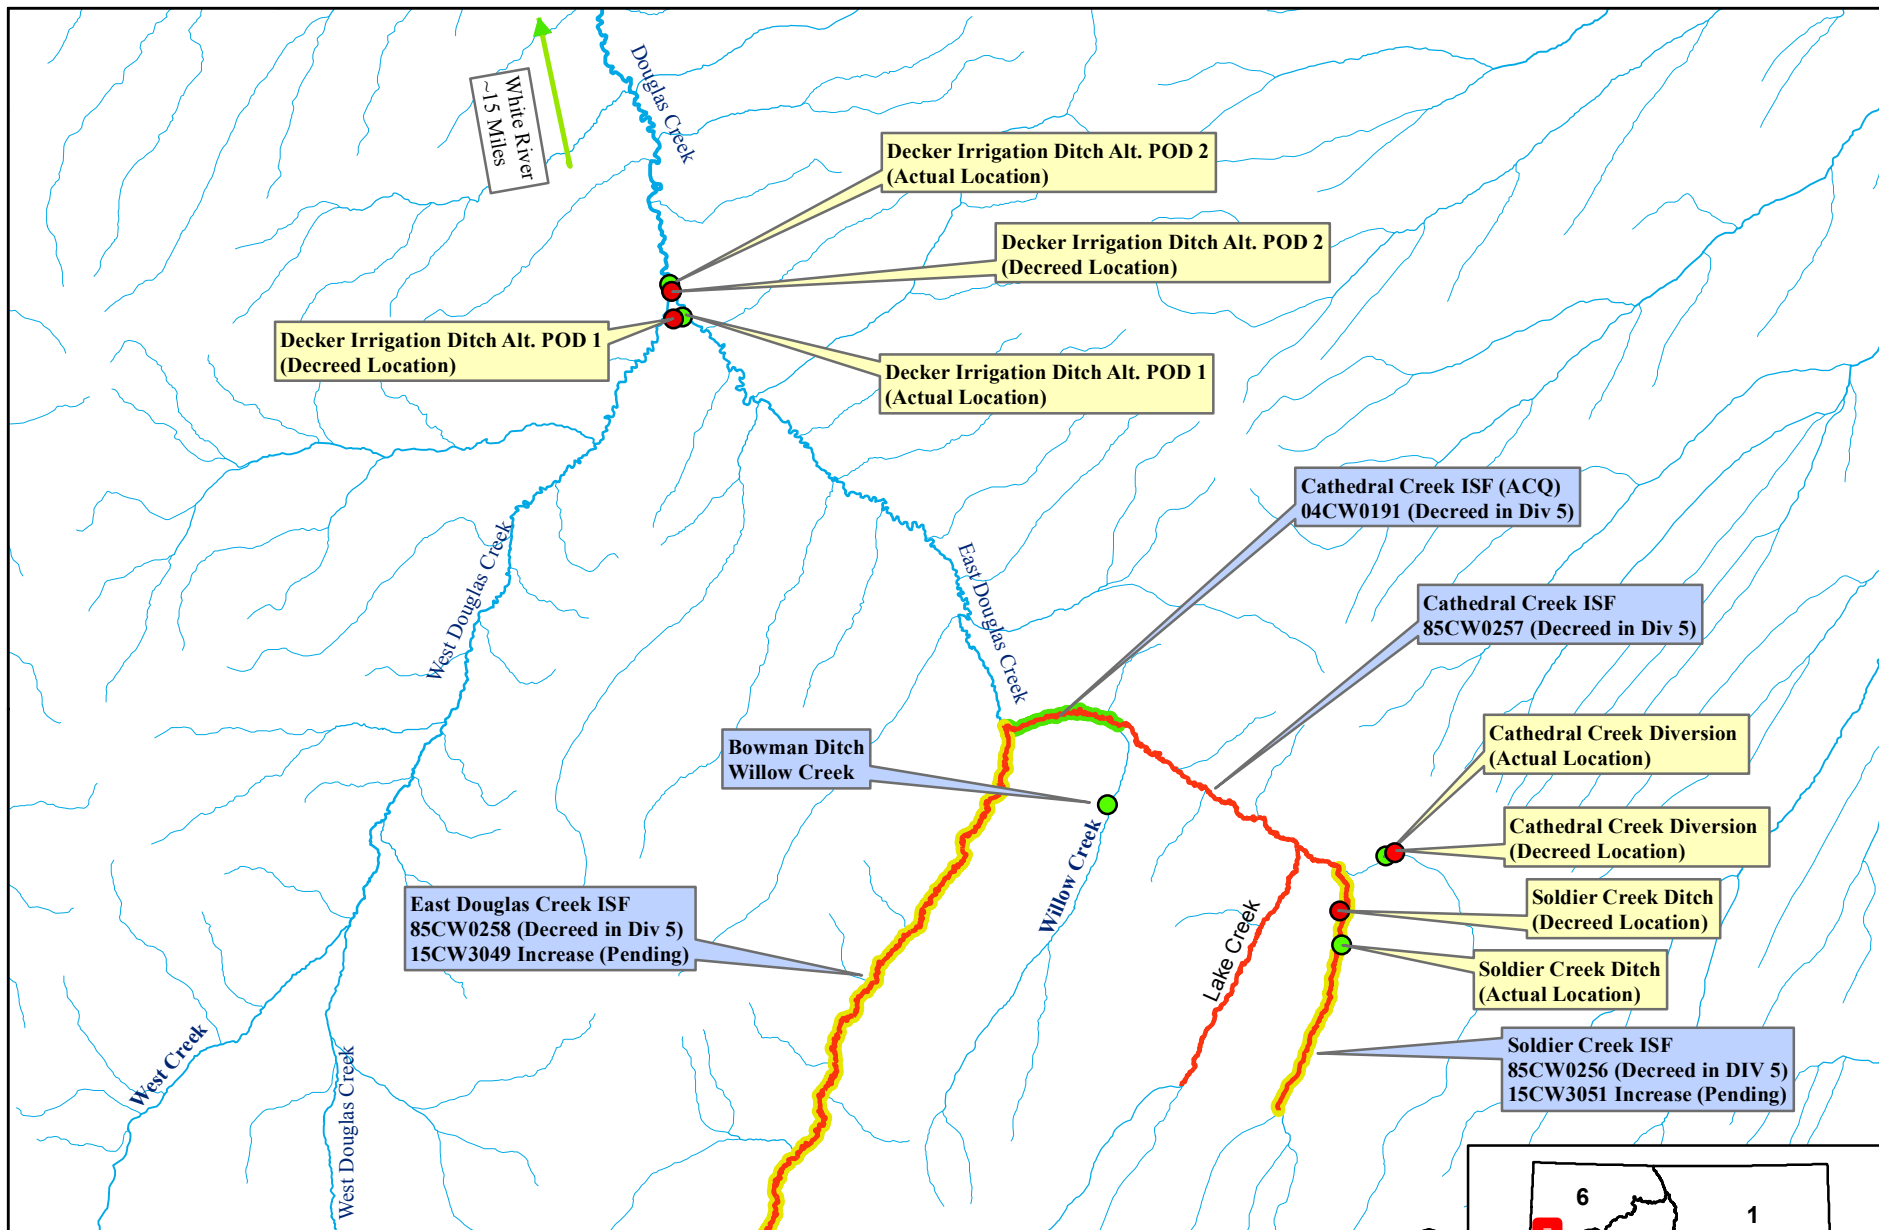 Douglas Creek
White River
~15 Miles
Decker Irrigation Ditch Alt. POD 2
(Actual Location)
Decker Irrigation Ditch Alt. POD 2
(Decreed Location)
Decker Irrigation Ditch Alt. POD 1
(Decreed Location)
Decker Irrigation Ditch Alt. POD 1
(Actual Location)
Cathedral Creek ISF (ACQ)
04CW0191 (Decreed in Div 5)
West Douglas Creek
East Douglas Creek
Cathedral Creek ISF
85CW0257 (Decreed in Div 5)
Bowman Ditch
Willow Creek
Cathedral Creek Diversion
(Actual Location)
Cathedral Creek Diversion
(Decreed Location)
Willow Creek
East Douglas Creek ISF
85CW0258 (Decreed in Div 5)
15CW3049 Increase (Pending)
Lake Creek
Soldier Creek Ditch
(Decreed Location)
Soldier Creek Ditch
(Actual Location)
West Creek
West Douglas Creek
Soldier Creek ISF
85CW0256 (Decreed in DIV 5)
15CW3051 Increase (Pending)
6
1